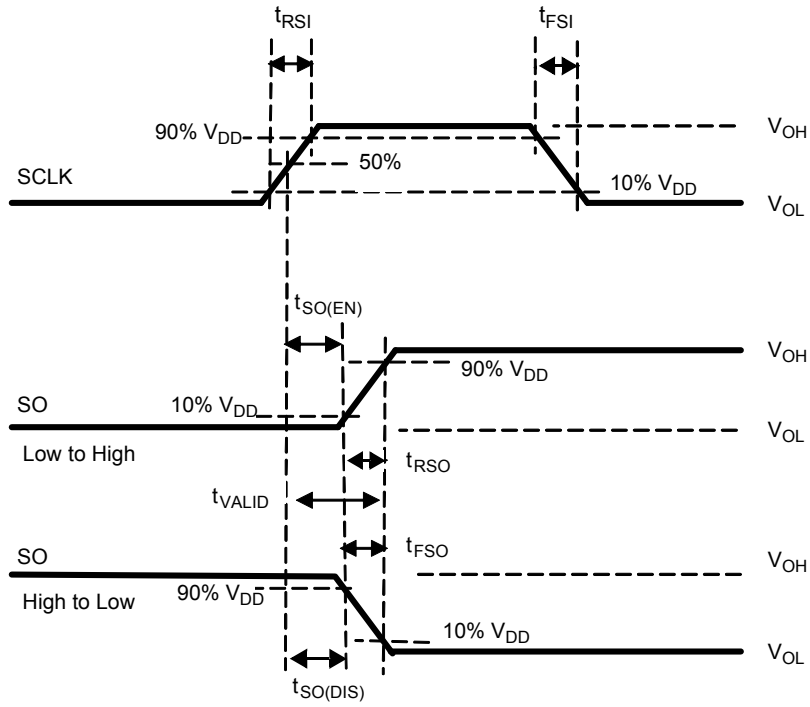 tRSI
tFSI
90% VDD
VOH
50%
SCLK
10% VDD
VOL
tSO(EN)
VOH
90% VDD
SO
10% VDD
VOL
Low to High
tRSO
tVALID
tFSO
SO
VOH
High to Low
90% VDD
10% VDD
VOL
tSO(DIS)